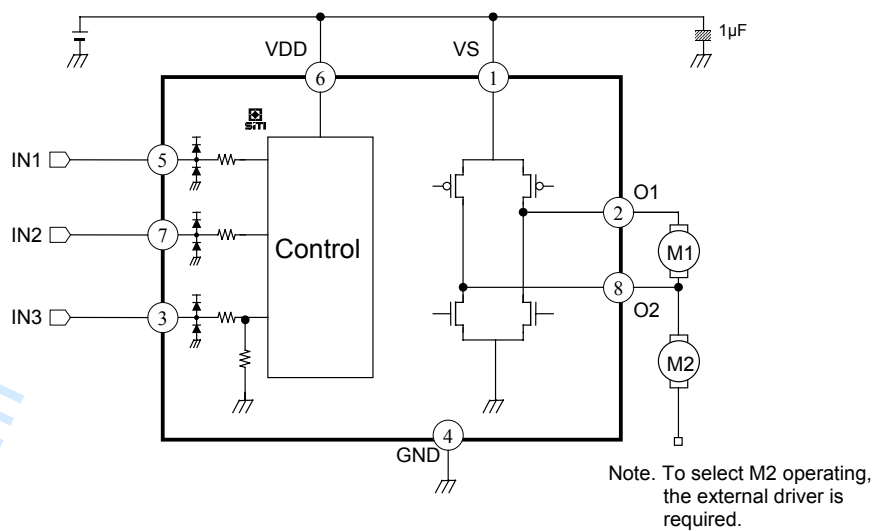 1μF
VDD
VS
6
1
SiTI
IN1
5
O1
2
IN2
7
Control
M1
8
O2
IN3
3
M2
4
GND
Note. To select M2 operating,
the external driver is
required.